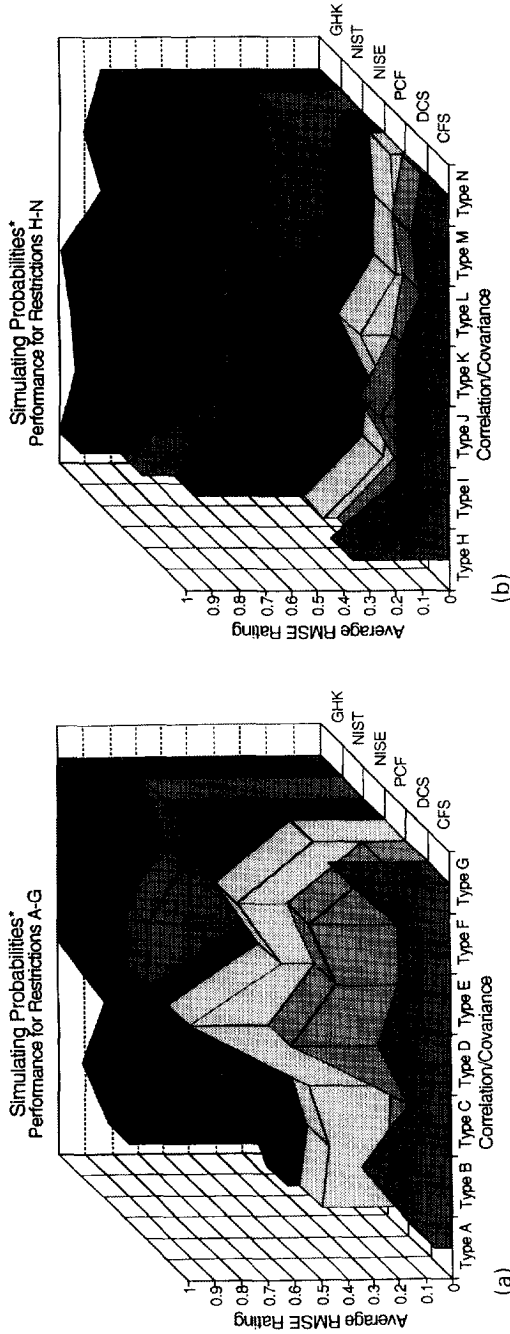 Simulating Probabilities*
Performance for Restrictions A-G
Average RMSE Rating
1
0.9
0.8
0.7
0.6
0.5
0.4
0.3
0.2
0.1
0
GHK
NIST
NISE
PCF
DCS
CFS
Type A
Type B
Type C
Type D
Type E
Type F
Type G
Correlation/Covariance
(a)
Simulating Probabilities*
Performance for Restrictions H-N
Average RMSE Rating
1
0.9
0.8
0.7
0.6
0.5
0.4
0.3
0.2
0.1
0
GHK
NIST
NISE
PCF
DCS
CFS
Type H
Type I
Type J
Type K
Type L
Type M
Type N
Correlation/Covariance
(b)